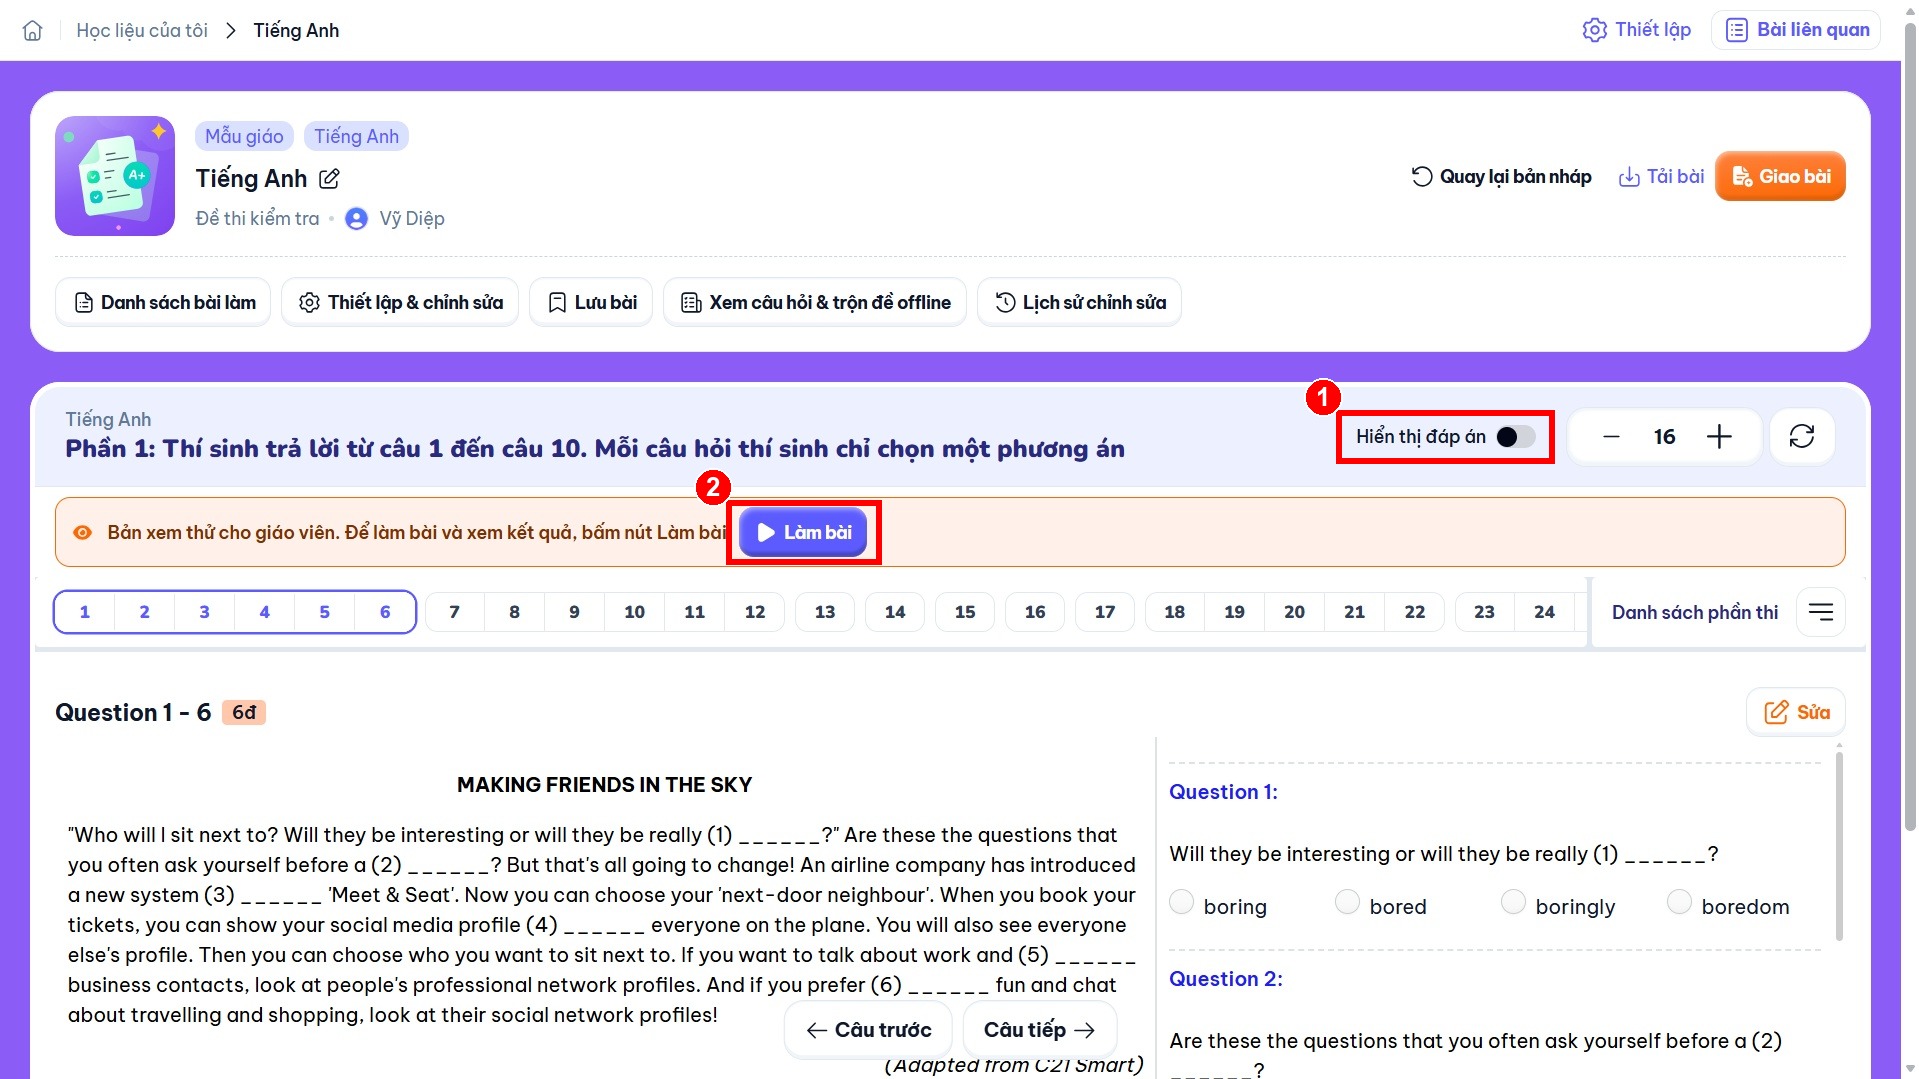 Học liệu của tôi > Tiếng Anh
Thiết lập
Bài liên quan
Mẫu giáo
Tiếng Anh
Tiếng Anh
Đề thi kiểm tra • Vỹ Diệp
A+
Quay lại bản nháp
Tải bài
Giao bài
Danh sách bài làm
Thiết lập & chỉnh sửa
Lưu bài
Xem câu hỏi & trộn đề offline
Lịch sử chỉnh sửa
Tiếng Anh
Phần 1: Thí sinh trả lời từ câu 1 đến câu 10. Mỗi câu hỏi thí sinh chỉ chọn một phương án
1
Hiển thị đáp án
− 16 +
2
Bản xem thử cho giáo viên. Để làm bài và xem kết quả, bấm nút Làm bài
Làm bài
1 2 3 4 5 6 7 8 9 10 11 12 13 14 15 16 17 18 19 20 21 22 23 24
Danh sách phần thi
Question 1 - 6 6đ
Sửa
MAKING FRIENDS IN THE SKY
"Who will I sit next to? Will they be interesting or will they be really (1) ______?" Are these the questions that
you often ask yourself before a (2) ______? But that's all going to change! An airline company has introduced
a new system (3) ______ 'Meet & Seat'. Now you can choose your 'next-door neighbour'. When you book your
tickets, you can show your social media profile (4) ______ everyone on the plane. You will also see everyone
else's profile. Then you can choose who you want to sit next to. If you want to talk about work and (5) ______
business contacts, look at people's professional network profiles. And if you prefer (6) ______ fun and chat
about travelling and shopping, look at their social network profiles!
(Adapted from C21 Smart)
← Câu trước
Câu tiếp →
Question 1:
Will they be interesting or will they be really (1) ______?
boring
bored
boringly
boredom
Question 2:
Are these the questions that you often ask yourself before a (2)
______?